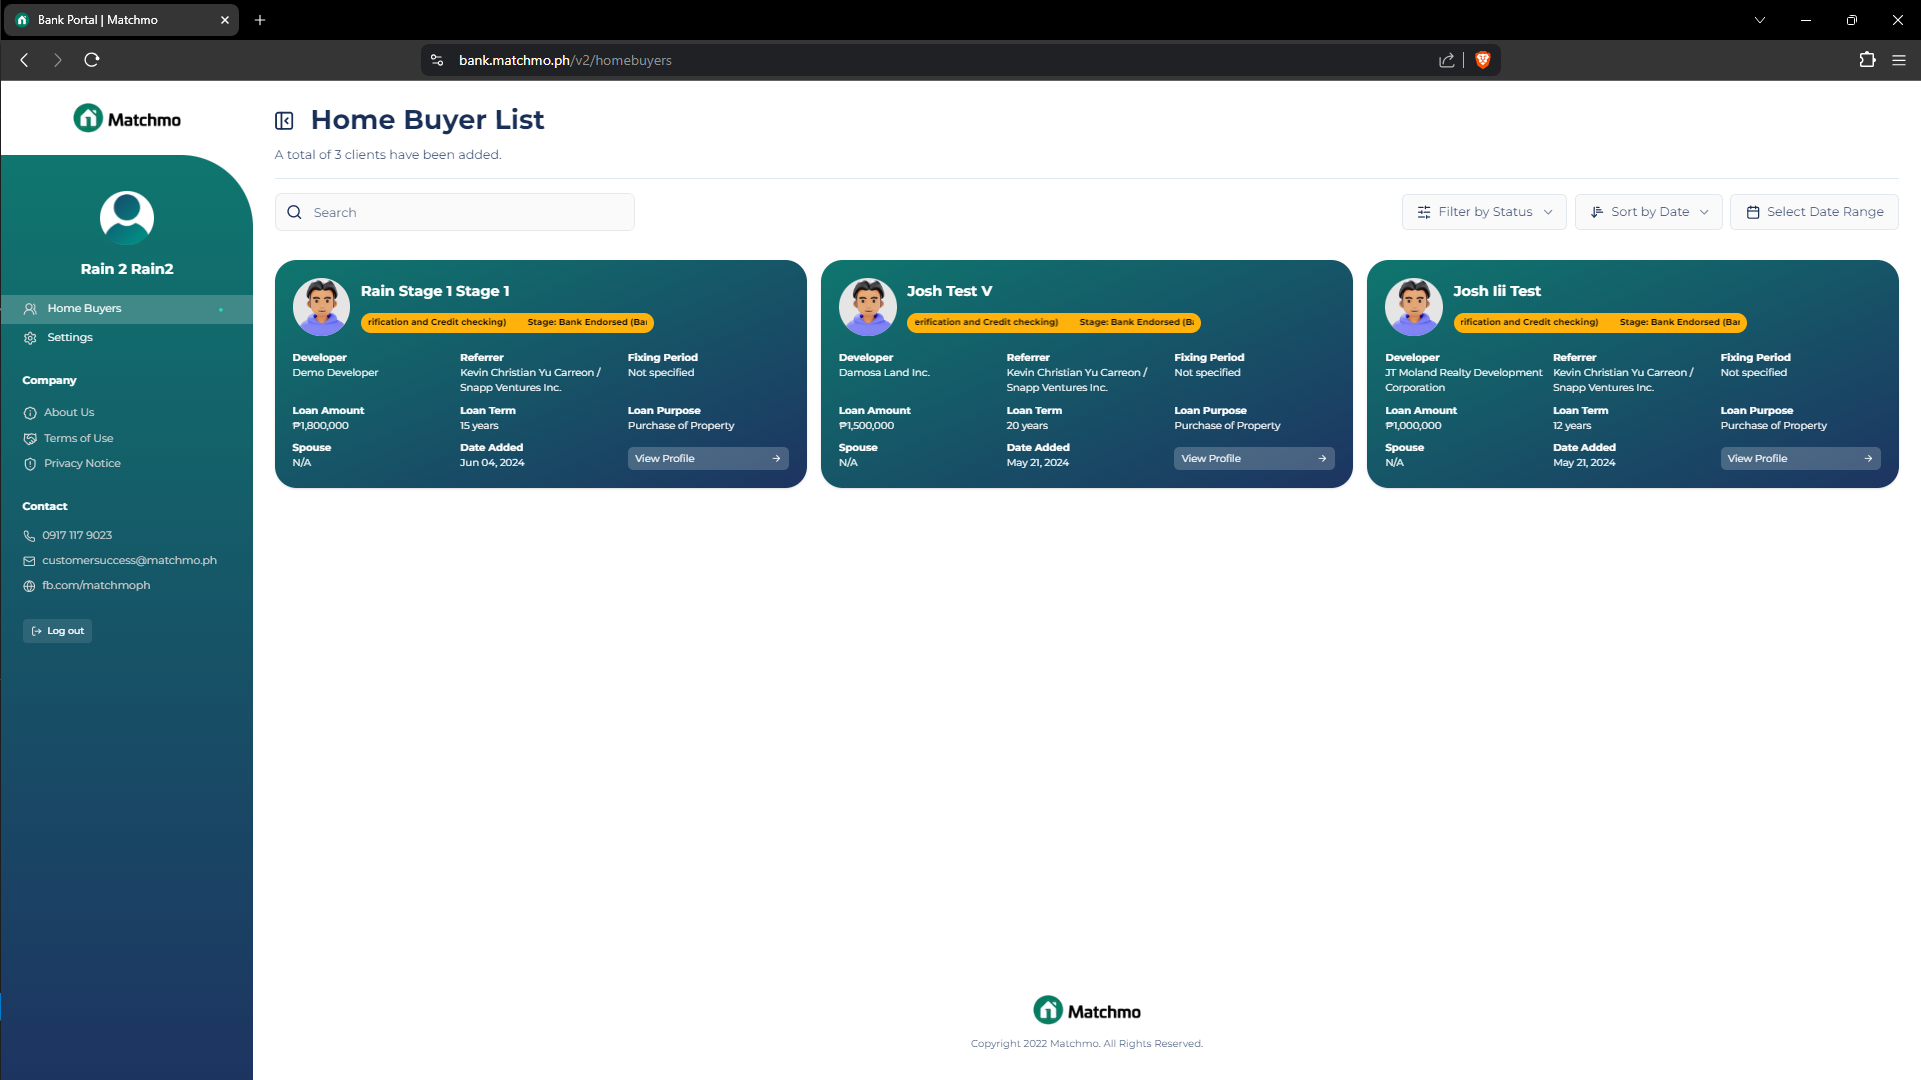 Bank Portal | Matchmo
bank.matchmo.ph/v2/homebuyers
Matchmo
Rain 2 Rain2
Home Buyers
Settings
Company
About Us
Terms of Use
Privacy Notice
Contact
0917 117 9023
customersuccess@matchmo.ph
fb.com/matchmoph
Log out
Home Buyer List
A total of 3 clients have been added.
Search
Filter by Status
Sort by Date
Select Date Range
Rain Stage 1 Stage 1
rification and Credit checking) Stage: Bank Endorsed (Ba
Developer
Demo Developer
Referrer
Kevin Christian Yu Carreon /
Snapp Ventures Inc.
Fixing Period
Not specified
Loan Amount
₱1,800,000
Loan Term
15 years
Loan Purpose
Purchase of Property
Spouse
N/A
Date Added
Jun 04, 2024
View Profile
Josh Test V
erification and Credit checking) Stage: Bank Endorsed (B
Developer
Damosa Land Inc.
Referrer
Kevin Christian Yu Carreon /
Snapp Ventures Inc.
Fixing Period
Not specified
Loan Amount
₱1,500,000
Loan Term
20 years
Loan Purpose
Purchase of Property
Spouse
N/A
Date Added
May 21, 2024
View Profile
Josh Iii Test
rification and Credit checking) Stage: Bank Endorsed (Ba
Developer
JT Moland Realty Development
Corporation
Referrer
Kevin Christian Yu Carreon /
Snapp Ventures Inc.
Fixing Period
Not specified
Loan Amount
₱1,000,000
Loan Term
12 years
Loan Purpose
Purchase of Property
Spouse
N/A
Date Added
May 21, 2024
View Profile
Matchmo
Copyright 2022 Matchmo. All Rights Reserved.